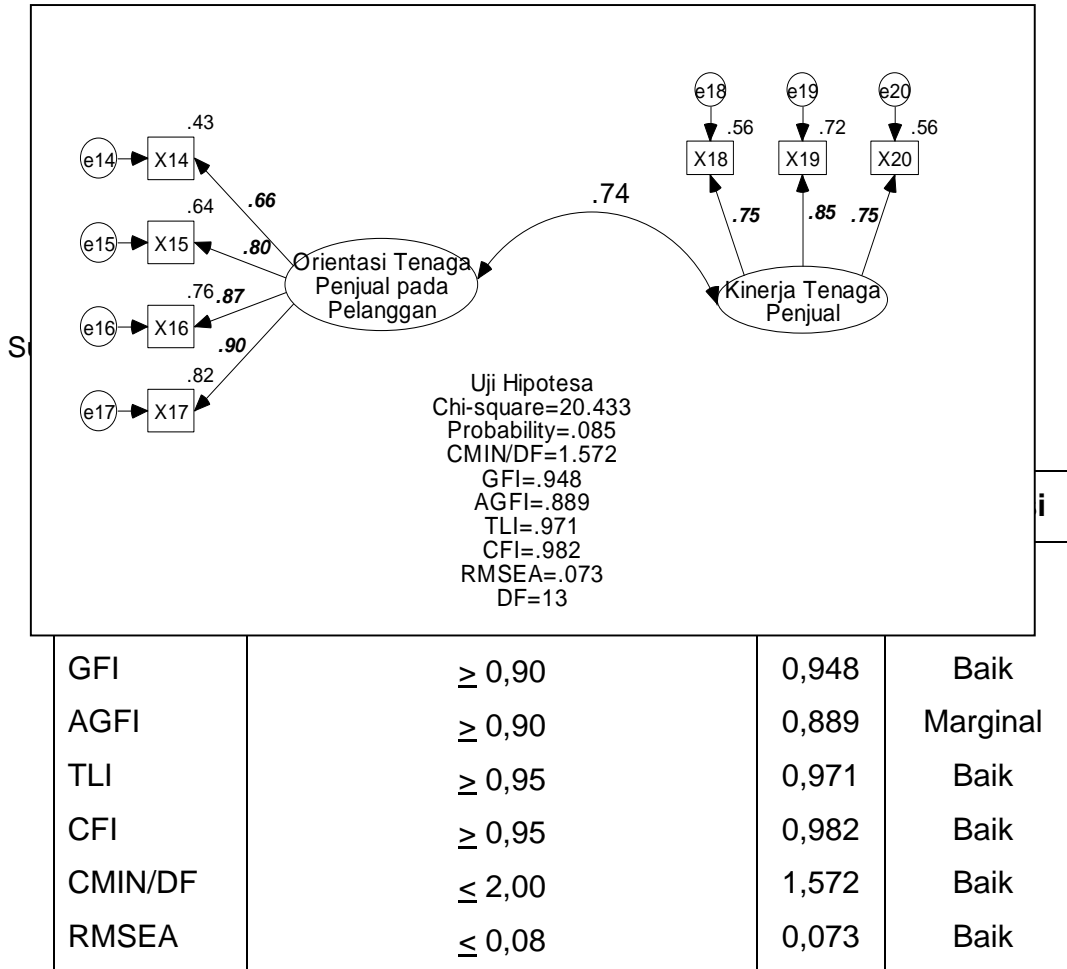 e18 e19 e20
.56 .72 .56
X18 X19 X20
.75 .85 .75
.43
e14 X14
.66
.64
e15 X15
.80
.76 .87
e16 X16
.90
.82
e17 X17
Orientasi Tenaga
Penjual pada
Pelanggan
.74
Kinerja Tenaga
Penjual
Uji Hipotesa
Chi-square=20.433
Probability=.085
CMIN/DF=1.572
GFI=.948
AGFI=.889
TLI=.971
CFI=.982
RMSEA=.073
DF=13
GFI ≥ 0,90 0,948 Baik
AGFI ≥ 0,90 0,889 Marginal
TLI ≥ 0,95 0,971 Baik
CFI ≥ 0,95 0,982 Baik
CMIN/DF ≤ 2,00 1,572 Baik
RMSEA ≤ 0,08 0,073 Baik